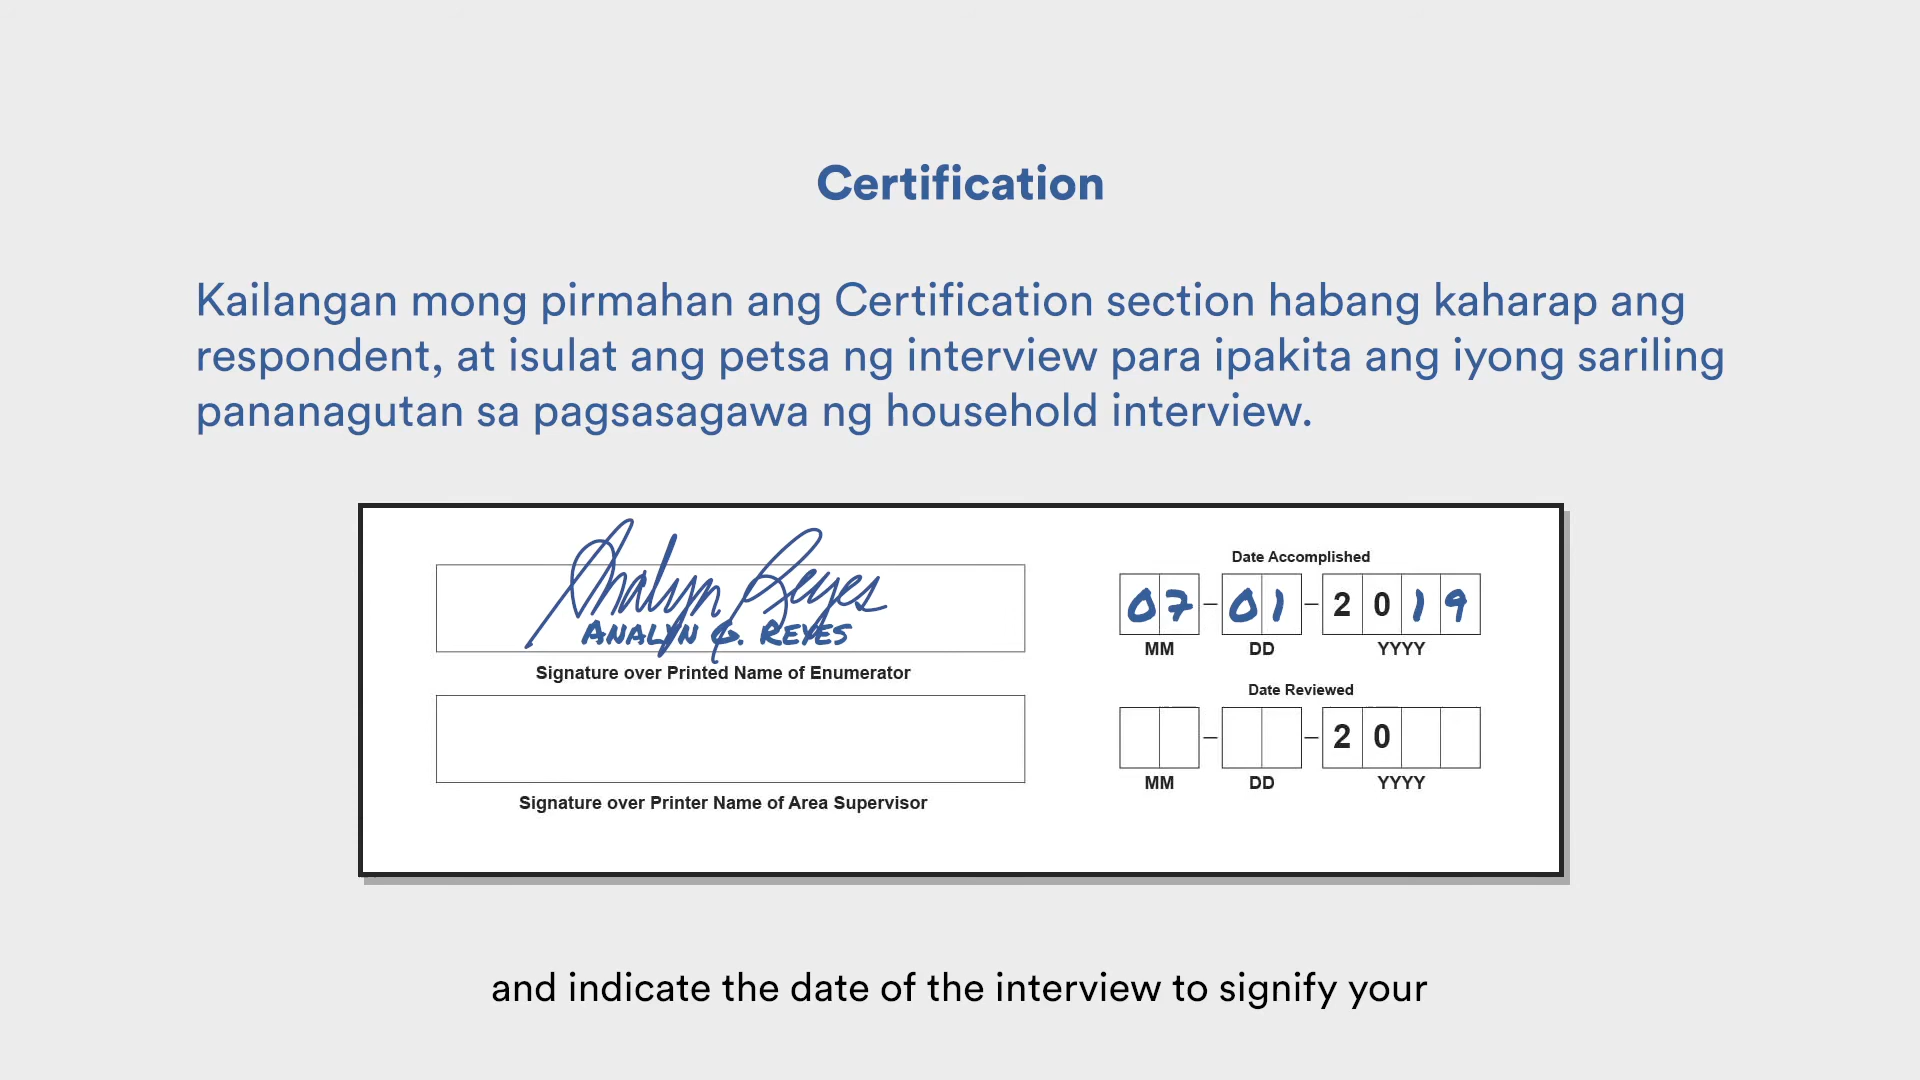 Certification
Kailangan mong pirmahan ang Certification section habang kaharap ang
respondent, at isulat ang petsa ng interview para ipakita ang iyong sariling
pananagutan sa pagsasagawa ng household interview.
Analyn Reyes
ANALYN G. REYES
Signature over Printed Name of Enumerator
Date Accomplished
07 – 01 – 2019
MM DD YYYY
Signature over Printer Name of Area Supervisor
Date Reviewed
– – 20
MM DD YYYY
and indicate the date of the interview to signify your